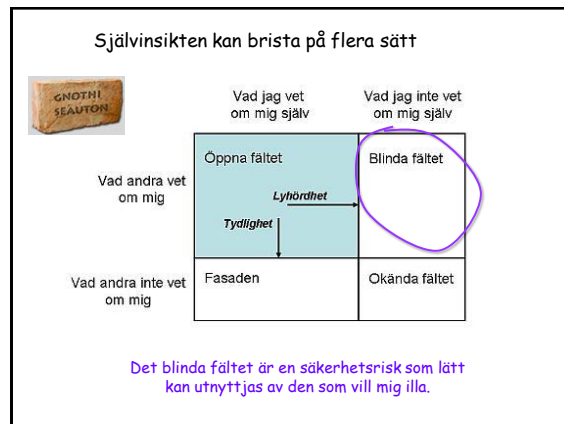 Självinsikten kan brista på flera sätt
GNOTHI
SEAUTON
Vad jag vet
om mig själv
Vad jag inte vet
om mig själv
Vad andra vet
om mig
Öppna fältet
Blinda fältet
Lyhördhet
Tydlighet
Vad andra inte vet
om mig
Fasaden
Okända fältet
Det blinda fältet är en säkerhetsrisk som lätt
kan utnyttjas av den som vill mig illa.